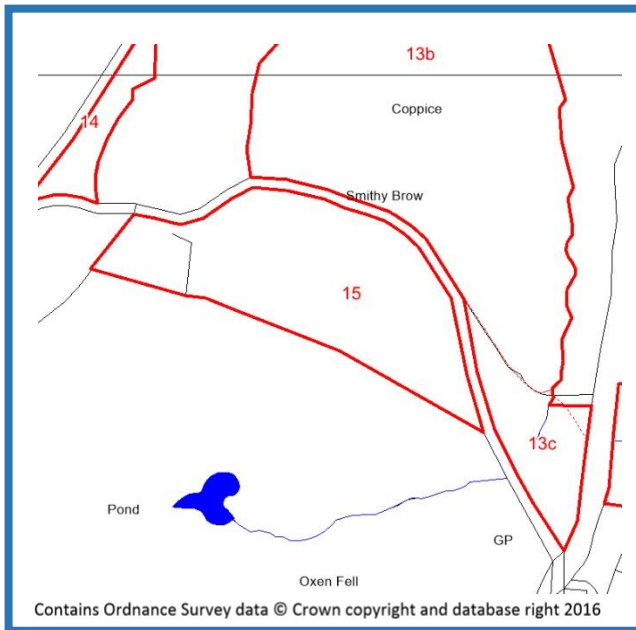 13b
Coppice
14
Smithy Brow
15
13c
Pond
GP
Oxen Fell
Contains Ordnance Survey data © Crown copyright and database right 2016